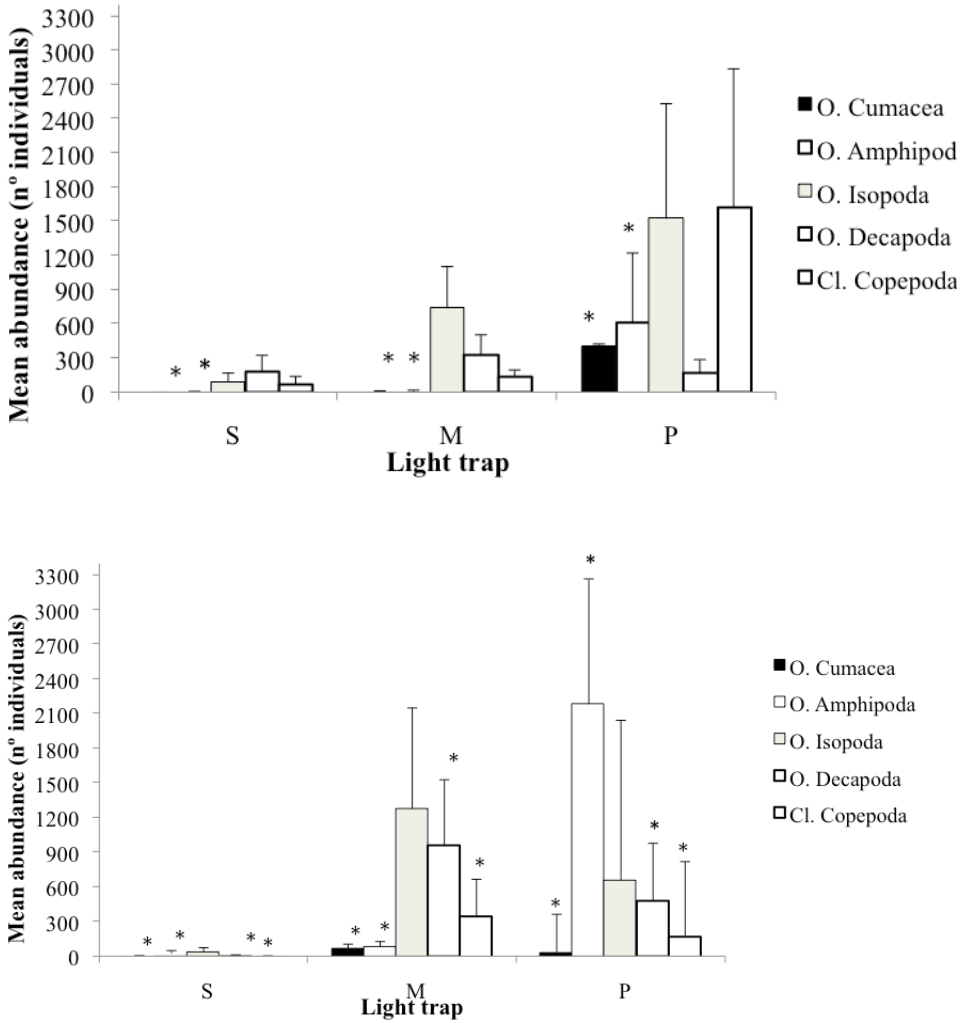 3300
3000
2700
2400
2100
1800
1500
1200
900
600
300
0
Mean abundance (nº individuals)
* * * * * *
S M P
Light trap
O. Cumacea
O. Amphipod
O. Isopoda
O. Decapoda
Cl. Copepoda
3300
3000
2700
2400
2100
1800
1500
1200
900
600
300
0
Mean abundance (nº individuals)
* * * * * * * * * * * *
S M P
Light trap
O. Cumacea
O. Amphipoda
O. Isopoda
O. Decapoda
Cl. Copepoda